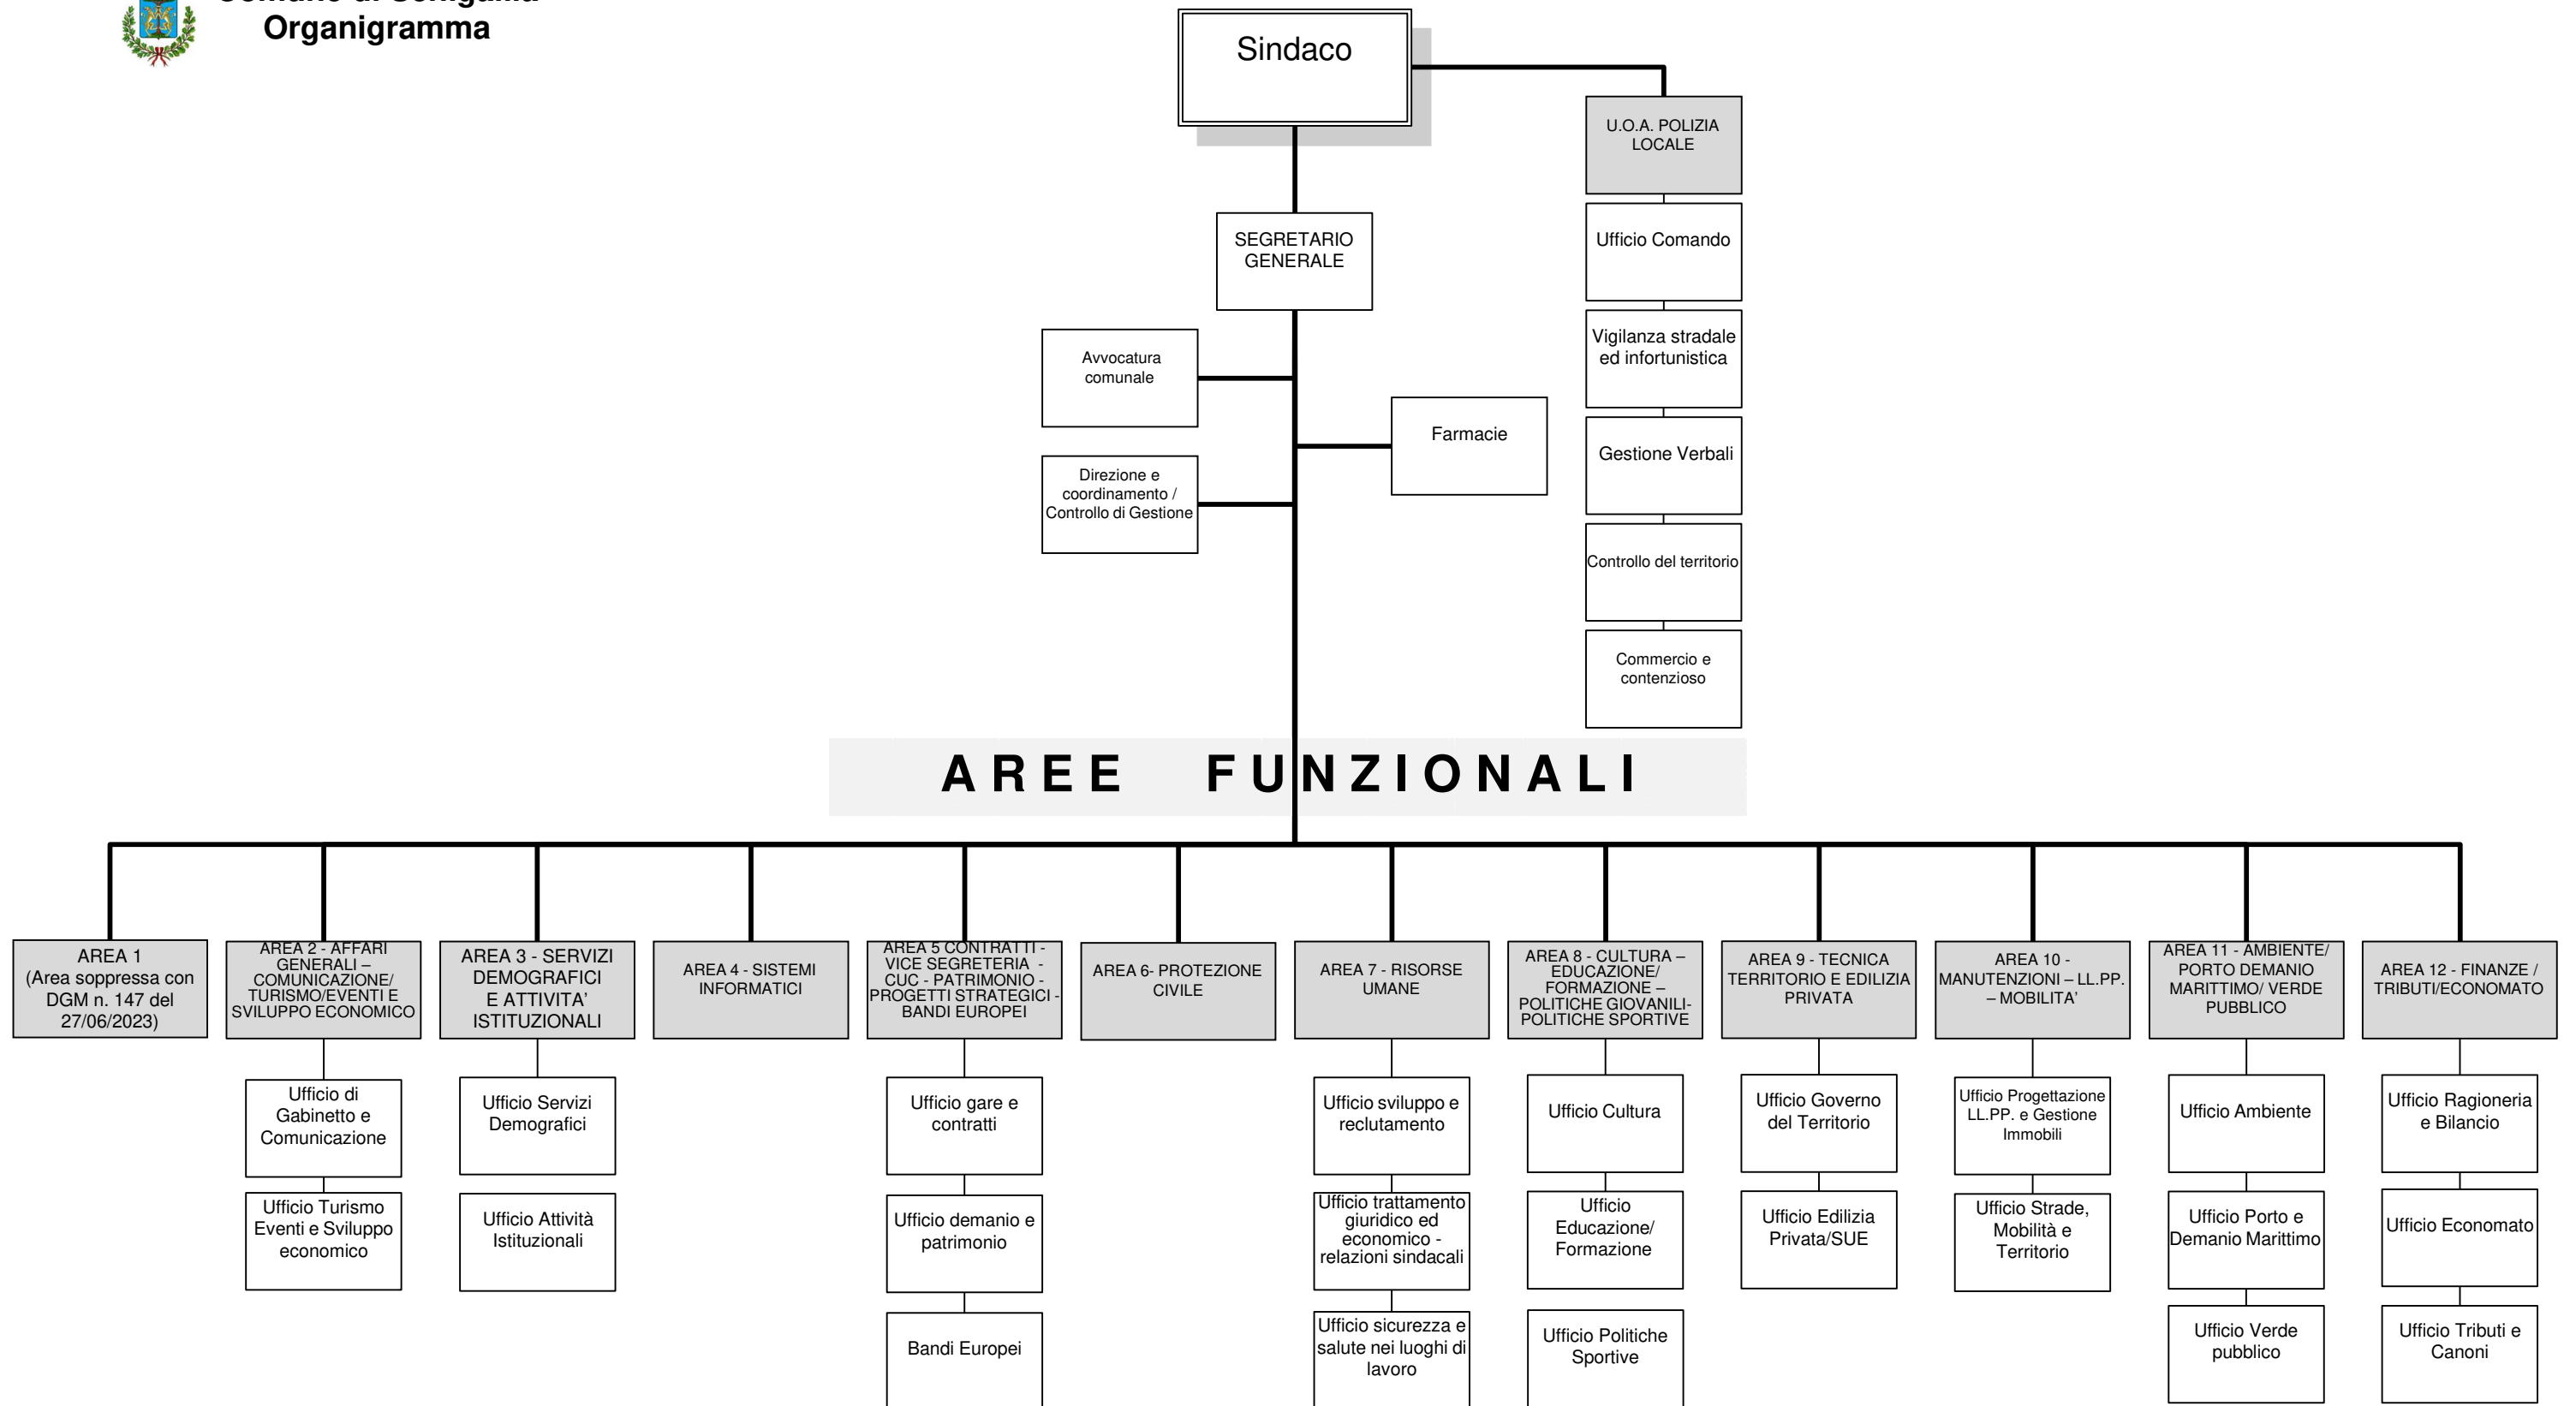 Organigramma
Sindaco
U.O.A. POLIZIA
LOCALE
SEGRETARIO
GENERALE
Ufficio Comando
Vigilanza stradale
ed infortunistica
Avvocatura
comunale
Farmacie
Gestione Verbali
Direzione e
coordinamento /
Controllo di Gestione
Controllo del territorio
Commercio e
contenzioso
AREE FUNZIONALI
AREA 1
(Area soppressa con
DGM n. 147 del
27/06/2023)
AREA 2 - AFFARI
GENERALI –
COMUNICAZIONE/
TURISMO/EVENTI E
SVILUPPO ECONOMICO
AREA 3 - SERVIZI
DEMOGRAFICI
E ATTIVITA’
ISTITUZIONALI
AREA 4 - SISTEMI
INFORMATICI
AREA 5 CONTRATTI -
VICE SEGRETERIA -
CUC - PATRIMONIO -
PROGETTI STRATEGICI -
BANDI EUROPEI
AREA 6- PROTEZIONE
CIVILE
AREA 7 - RISORSE
UMANE
AREA 8 - CULTURA –
EDUCAZIONE/
FORMAZIONE –
POLITICHE GIOVANILI-
POLITICHE SPORTIVE
AREA 9 - TECNICA
TERRITORIO E EDILIZIA
PRIVATA
AREA 10 -
MANUTENZIONI – LL.PP.
– MOBILITA’
AREA 11 - AMBIENTE/
PORTO DEMANIO
MARITTIMO/ VERDE
PUBBLICO
AREA 12 - FINANZE /
TRIBUTI/ECONOMATO
Ufficio di
Gabinetto e
Comunicazione
Ufficio Turismo
Eventi e Sviluppo
economico
Ufficio Servizi
Demografici
Ufficio Attività
Istituzionali
Ufficio gare e
contratti
Ufficio demanio e
patrimonio
Bandi Europei
Ufficio sviluppo e
reclutamento
Ufficio trattamento
giuridico ed
economico -
relazioni sindacali
Ufficio sicurezza e
salute nei luoghi di
lavoro
Ufficio Cultura
Ufficio
Educazione/
Formazione
Ufficio Politiche
Sportive
Ufficio Governo
del Territorio
Ufficio Edilizia
Privata/SUE
Ufficio Progettazione
LL.PP. e Gestione
Immobili
Ufficio Strade,
Mobilità e
Territorio
Ufficio Ambiente
Ufficio Porto e
Demanio Marittimo
Ufficio Verde
pubblico
Ufficio Ragioneria
e Bilancio
Ufficio Economato
Ufficio Tributi e
Canoni